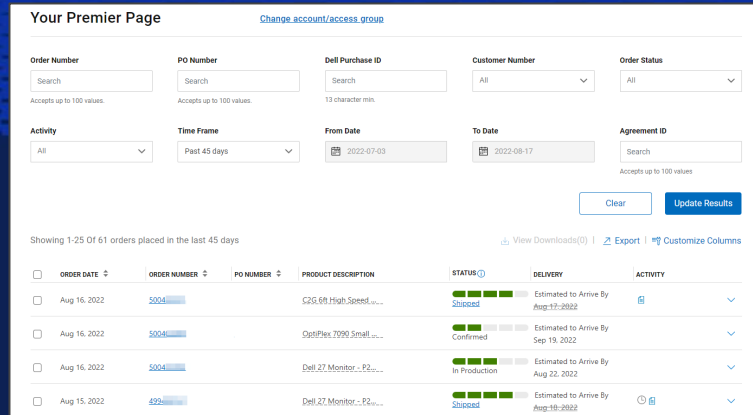 Your Premier Page Change account/access group
Order Number PO Number Dell Purchase ID Customer Number Order Status
Search Search Search All All
Accepts up to 100 values. Accepts up to 100 values. 13 character min.
Activity Time Frame From Date To Date Agreement ID
All Past 45 days 2022-07-03 2022-08-17 Search
Accepts up to 100 values
Clear Update Results
Showing 1-25 Of 61 orders placed in the last 45 days View Downloads(0) | Export | Customize Columns
ORDER DATE ORDER NUMBER PO NUMBER PRODUCT DESCRIPTION STATUS DELIVERY ACTIVITY
Aug 16, 2022 5004 C2G 6ft High Speed ... Shipped Estimated to Arrive By
Aug 17, 2022
Aug 16, 2022 5004 OptiPlex 7090 Small ... Confirmed Estimated to Arrive By
Sep 19, 2022
Aug 16, 2022 5004 Dell 27 Monitor - P2... In Production Estimated to Arrive By
Aug 22, 2022
Aug 15, 2022 499 Dell 27 Monitor - P2... Shipped Estimated to Arrive By
Aug 18, 2022